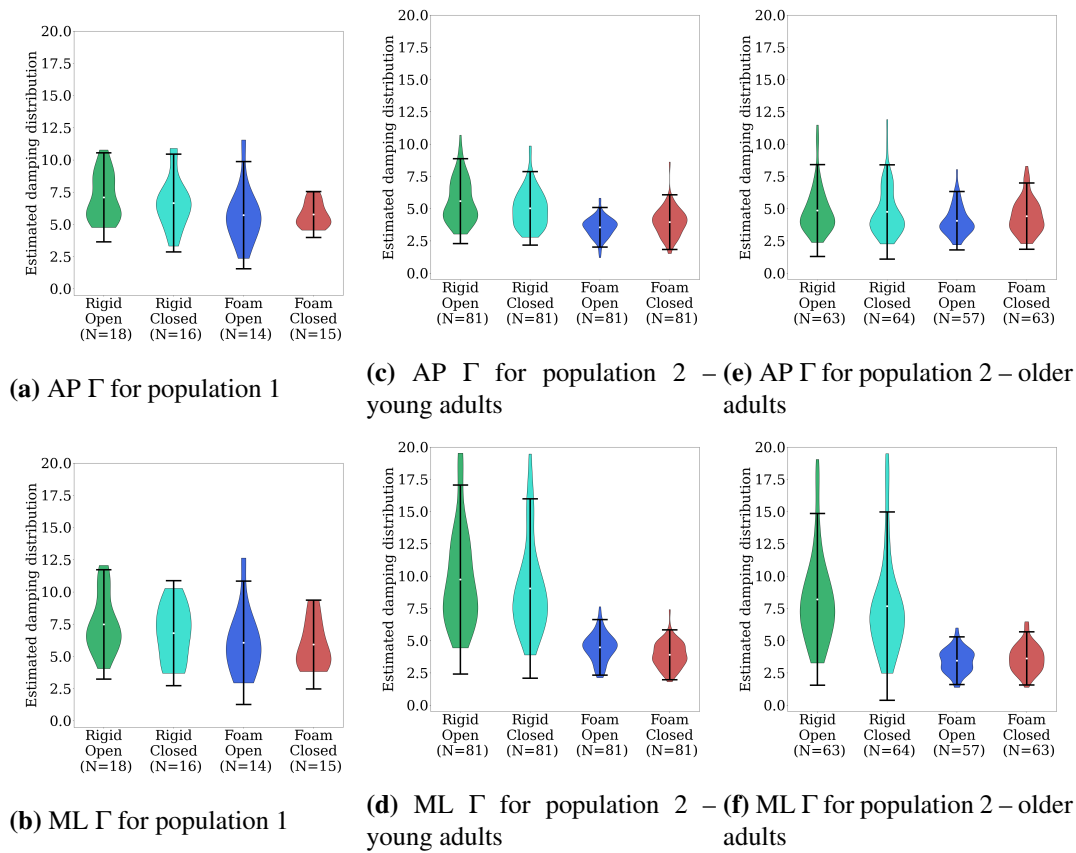 Estimated damping distribution
20.0
17.5
15.0
12.5
10.0
7.5
5.0
2.5
0.0
Rigid Rigid Foam Foam
Open Closed Open Closed
(N=18) (N=16) (N=14) (N=15)
(a) AP Γ for population 1
Estimated damping distribution
20.0
17.5
15.0
12.5
10.0
7.5
5.0
2.5
0.0
Rigid Rigid Foam Foam
Open Closed Open Closed
(N=81) (N=81) (N=81) (N=81)
(c) AP Γ for population 2 –
young adults
Estimated damping distribution
20.0
17.5
15.0
12.5
10.0
7.5
5.0
2.5
0.0
Rigid Rigid Foam Foam
Open Closed Open Closed
(N=63) (N=64) (N=57) (N=63)
(e) AP Γ for population 2 – older
adults
Estimated damping distribution
20.0
17.5
15.0
12.5
10.0
7.5
5.0
2.5
0.0
Rigid Rigid Foam Foam
Open Closed Open Closed
(N=18) (N=16) (N=14) (N=15)
(b) ML Γ for population 1
Estimated damping distribution
20.0
17.5
15.0
12.5
10.0
7.5
5.0
2.5
0.0
Rigid Rigid Foam Foam
Open Closed Open Closed
(N=81) (N=81) (N=81) (N=81)
(d) ML Γ for population 2 –
young adults
Estimated damping distribution
20.0
17.5
15.0
12.5
10.0
7.5
5.0
2.5
0.0
Rigid Rigid Foam Foam
Open Closed Open Closed
(N=63) (N=64) (N=57) (N=63)
(f) ML Γ for population 2 – older
adults